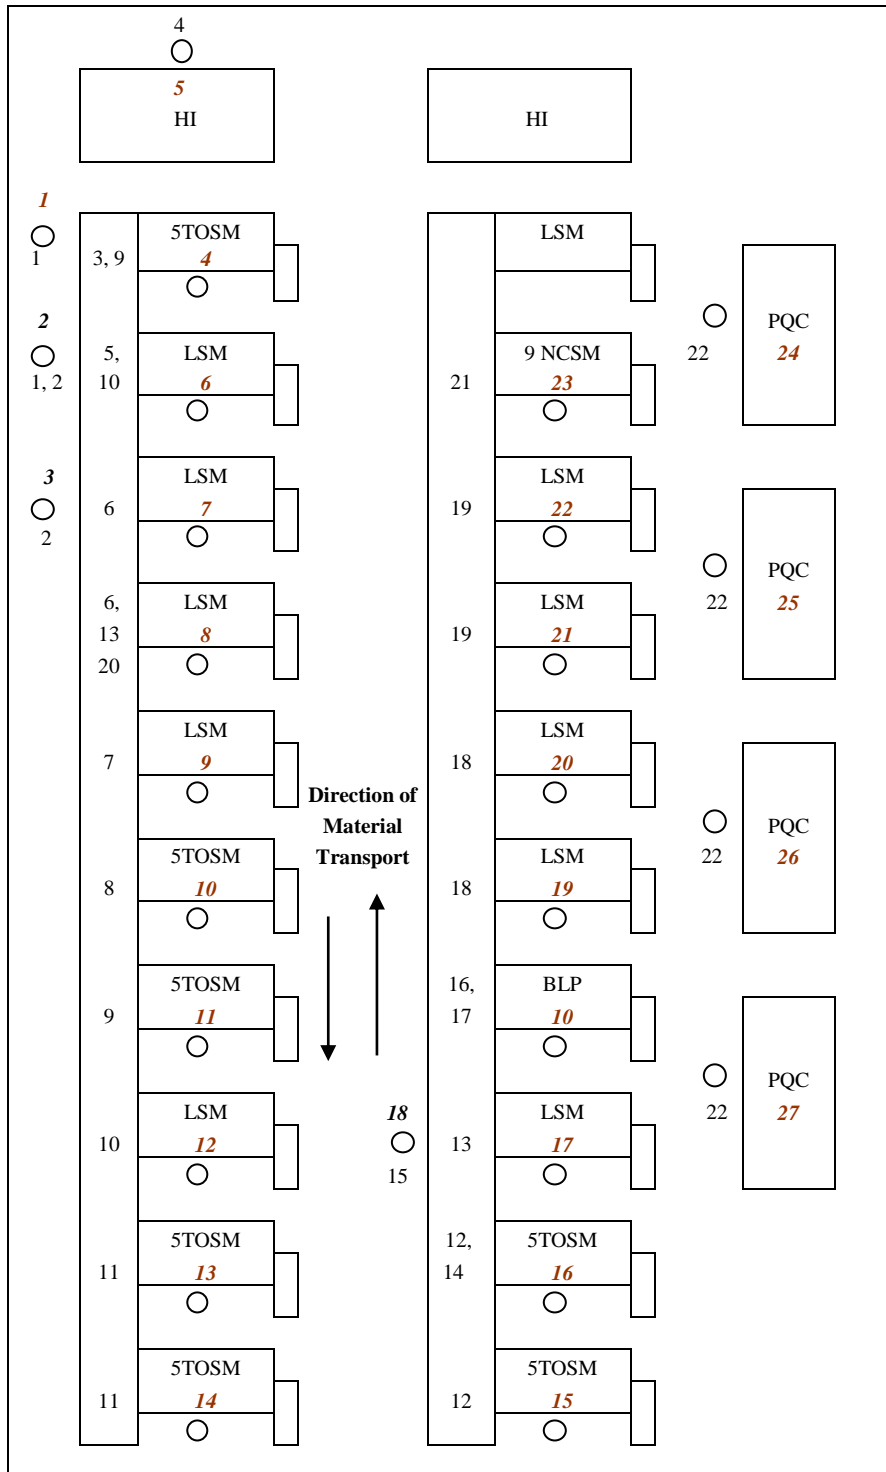 4
5
HI
HI
1
1
3, 9
5TOSM
4
2
1, 2
5,
10
LSM
6
3
2
6
LSM
7
6,
13
20
LSM
8
7
LSM
9
8
5TOSM
10
9
5TOSM
11
10
LSM
12
11
5TOSM
13
11
5TOSM
14
Direction of
Material
Transport
LSM
21
9 NCSM
23
19
LSM
22
19
LSM
21
18
LSM
20
18
LSM
19
16,
17
BLP
10
18
15
13
LSM
17
12,
14
5TOSM
16
12
5TOSM
15
22
PQC
24
22
PQC
25
22
PQC
26
22
PQC
27